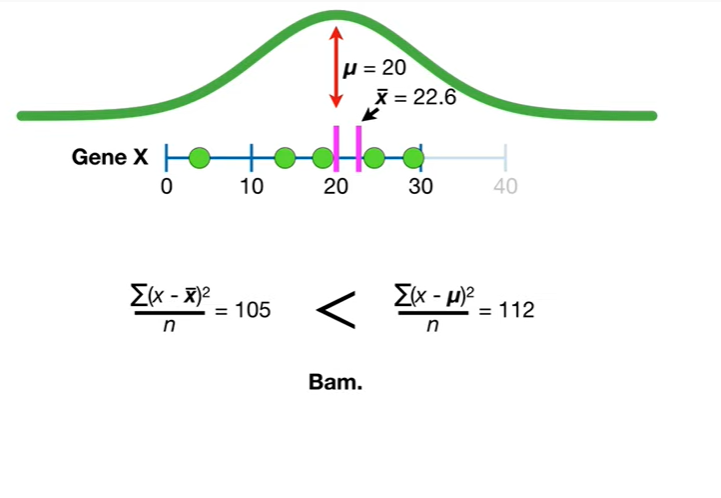 μ = 20
x̄ = 22.6
Gene X
0 10 20 30 40
∑(x - x̄)² / n = 105 < ∑(x - μ)² / n = 112
Bam.